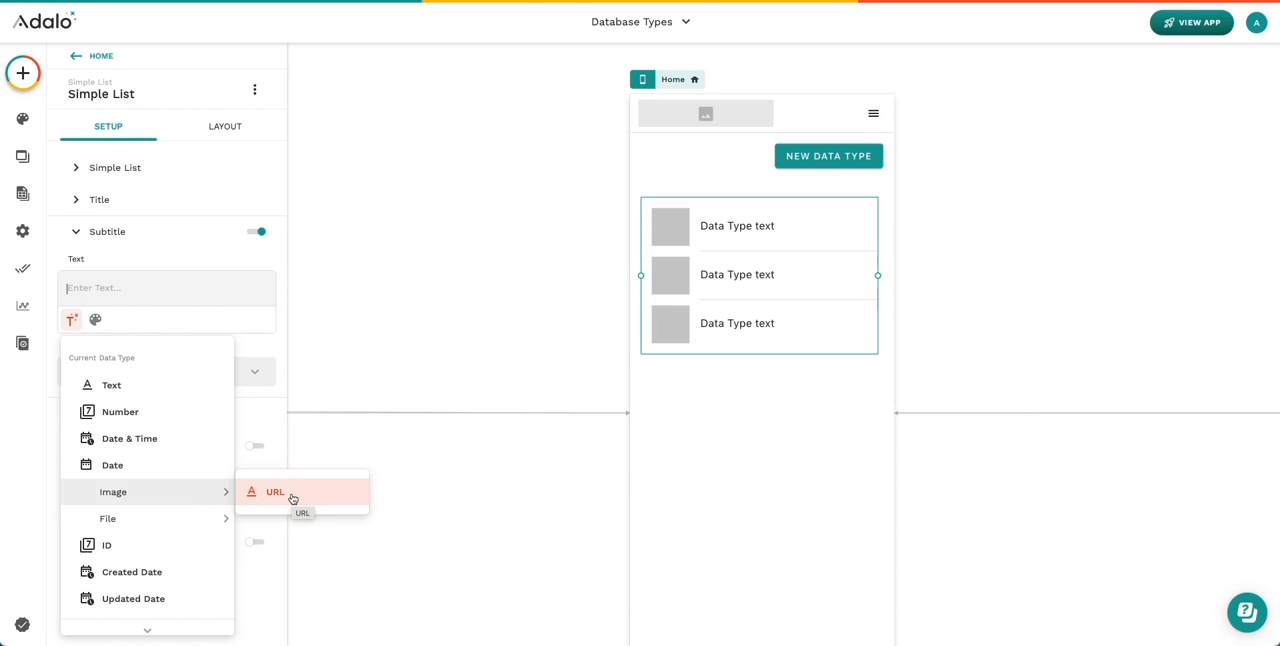 Adalo
Database Types
VIEW APP
A
HOME
Simple List
Simple List
SETUP
LAYOUT
Simple List
Title
Subtitle
Text
Enter Text...
Current Data Type
Text
Number
Date & Time
Date
Image
File
ID
Created Date
Updated Date
URL
URL
Home
NEW DATA TYPE
Data Type text
Data Type text
Data Type text